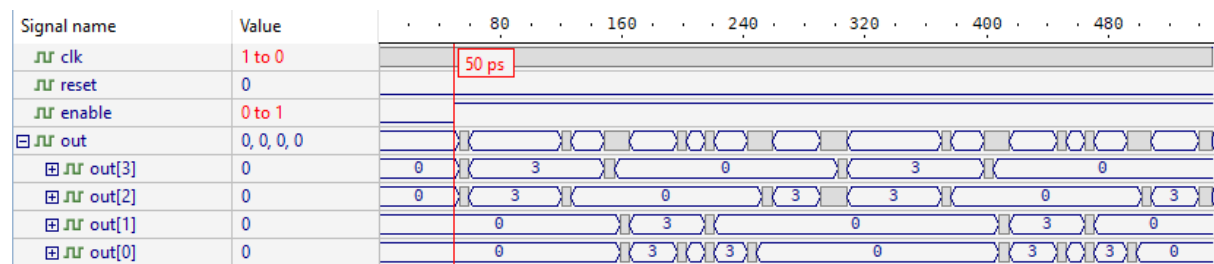 Signal name Value 80 160 240 320 400 480
clk 1 to 0 50 ps
reset 0
enable 0 to 1
out 0, 0, 0, 0
out[3] 0 0 3 0 3 0
out[2] 0 0 3 0 3 3 0 3
out[1] 0 0 3 0 3 0
out[0] 0 0 3 3 0 3 3 0